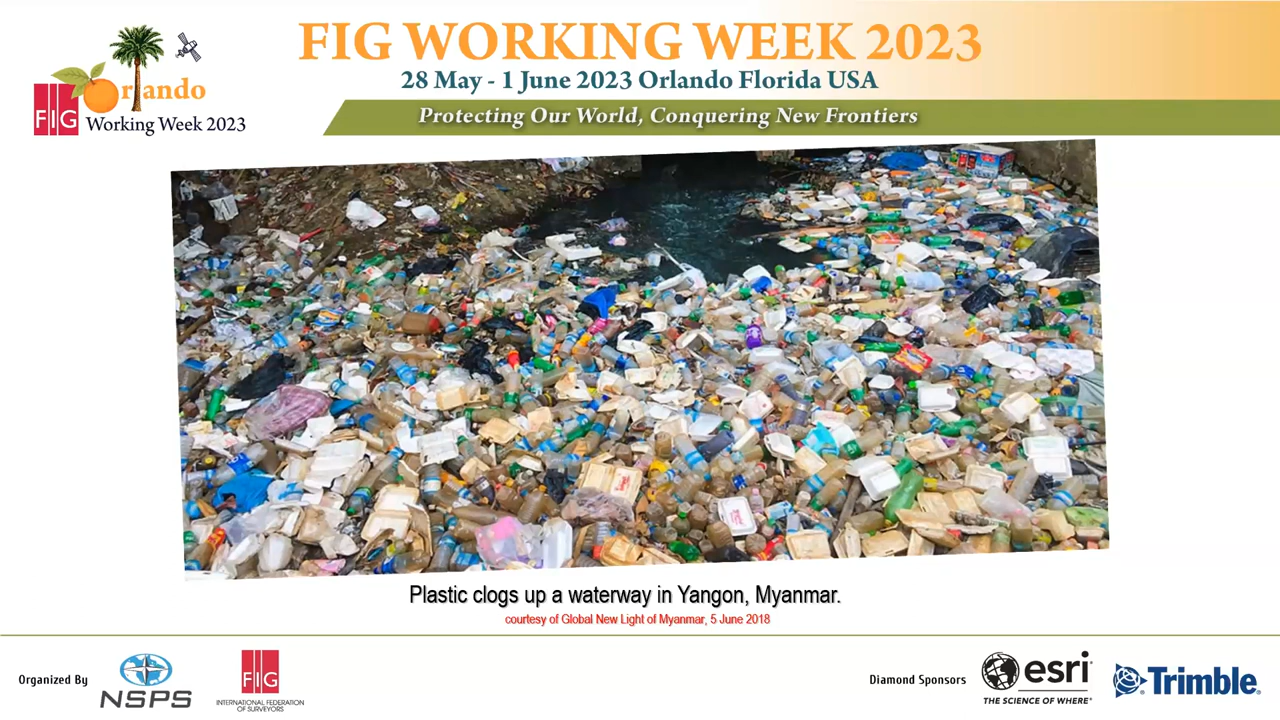 FIG WORKING WEEK 2023
28 May - 1 June 2023 Orlando Florida USA
Protecting Our World, Conquering New Frontiers
Orlando
FIG
Working Week 2023
Plastic clogs up a waterway in Yangon, Myanmar.
courtesy of Global New Light of Myanmar, 5 June 2018
Organized By
NSPS
FIG
INTERNATIONAL FEDERATION
OF SURVEYORS
Diamond Sponsors
esri
THE SCIENCE OF WHERE®
Trimble